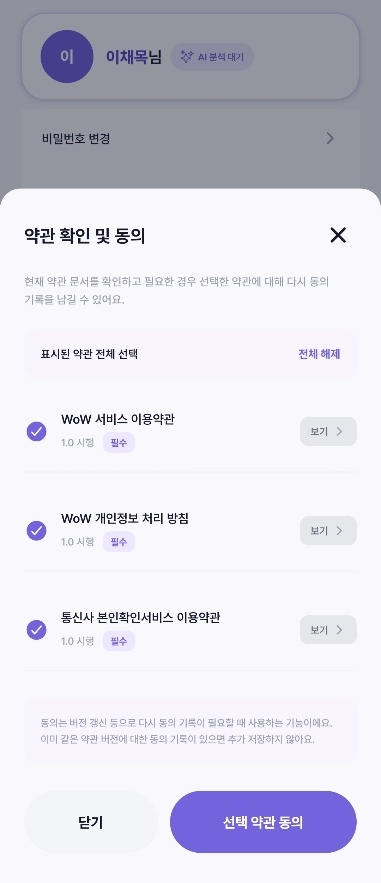 이
이채목님
AI 분석 대기
비밀번호 변경
약관 확인 및 동의
현재 약관 문서를 확인하고 필요한 경우 선택한 약관에 대해 다시 동의
기록을 남길 수 있어요.
표시된 약관 전체 선택
전체 해제
WoW 서비스 이용약관
1.0 시행
필수
보기
WoW 개인정보 처리 방침
1.0 시행
필수
보기
통신사 본인확인서비스 이용약관
1.0 시행
필수
보기
동의는 버전 갱신 등으로 다시 동의 기록이 필요할 때 사용하는 기능이에요.
이미 같은 약관 버전에 대한 동의 기록이 있으면 추가 저장하지 않아요.
닫기
선택 약관 동의